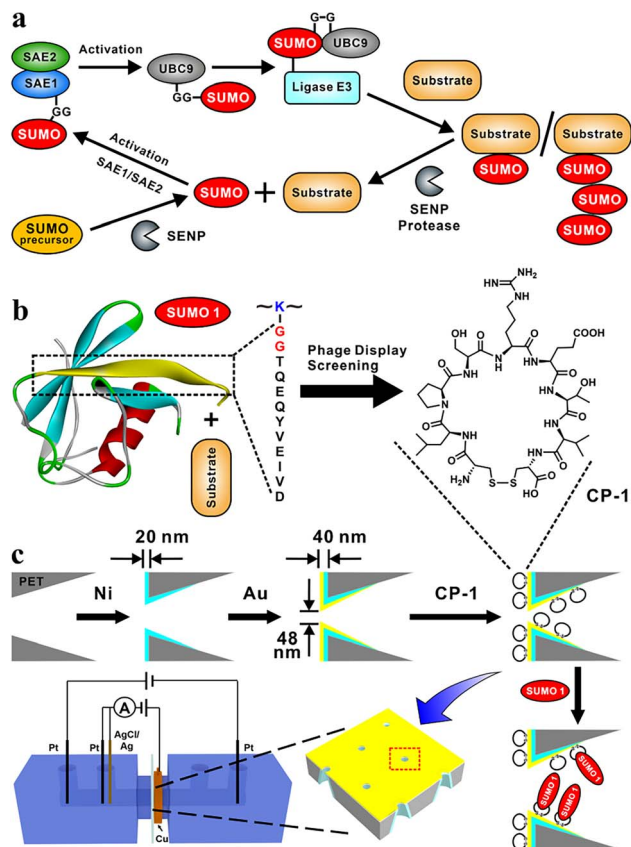 a
SAE2
SAE1
GG
SUMO
Activation
UBC9
GG
SUMO
G-G
SUMO
UBC9
Ligase E3
Substrate
Substrate
SUMO
/
Substrate
SUMO
SUMO
SUMO
Activation
SAE1/SAE2
SUMO
+
Substrate
SENP
Protease
SUMO
precursor
SENP
b
SUMO 1
+
Substrate
~K~
G
G
T
Q
E
Q
Y
V
E
I
V
D
Phage Display
Screening
NH2
HN
NH
HO
O
H
N
O
N
H
COOH
O
NH
OH
O
HN
O
N
O
NH
O
HN
O
NH
O
H2N
S-S
O
OH
CP-1
c
20 nm
40 nm
PET
Ni
Au
48
nm
CP-1
SUMO 1
A
Pt
Pt
AgCl/
Ag
Pt
Cu
SUMO 1
SUMO 1
SUMO 1